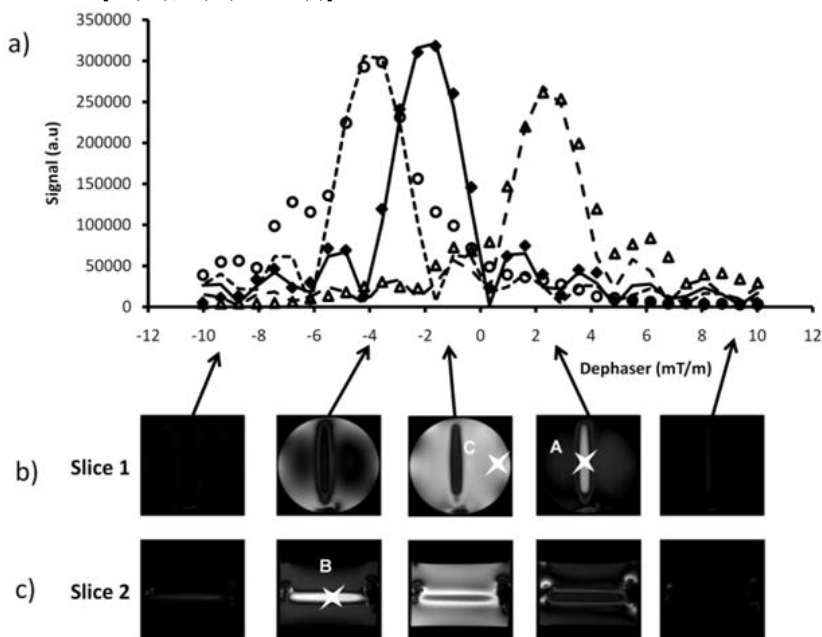 a)
350000
300000
250000
200000
150000
100000
50000
0
Signal (a.u)
-12 -10 -8 -6 -4 -2 0 2 4 6 8 10 12
Dephaser (mT/m)
b) Slice 1
C
A
c) Slice 2
B